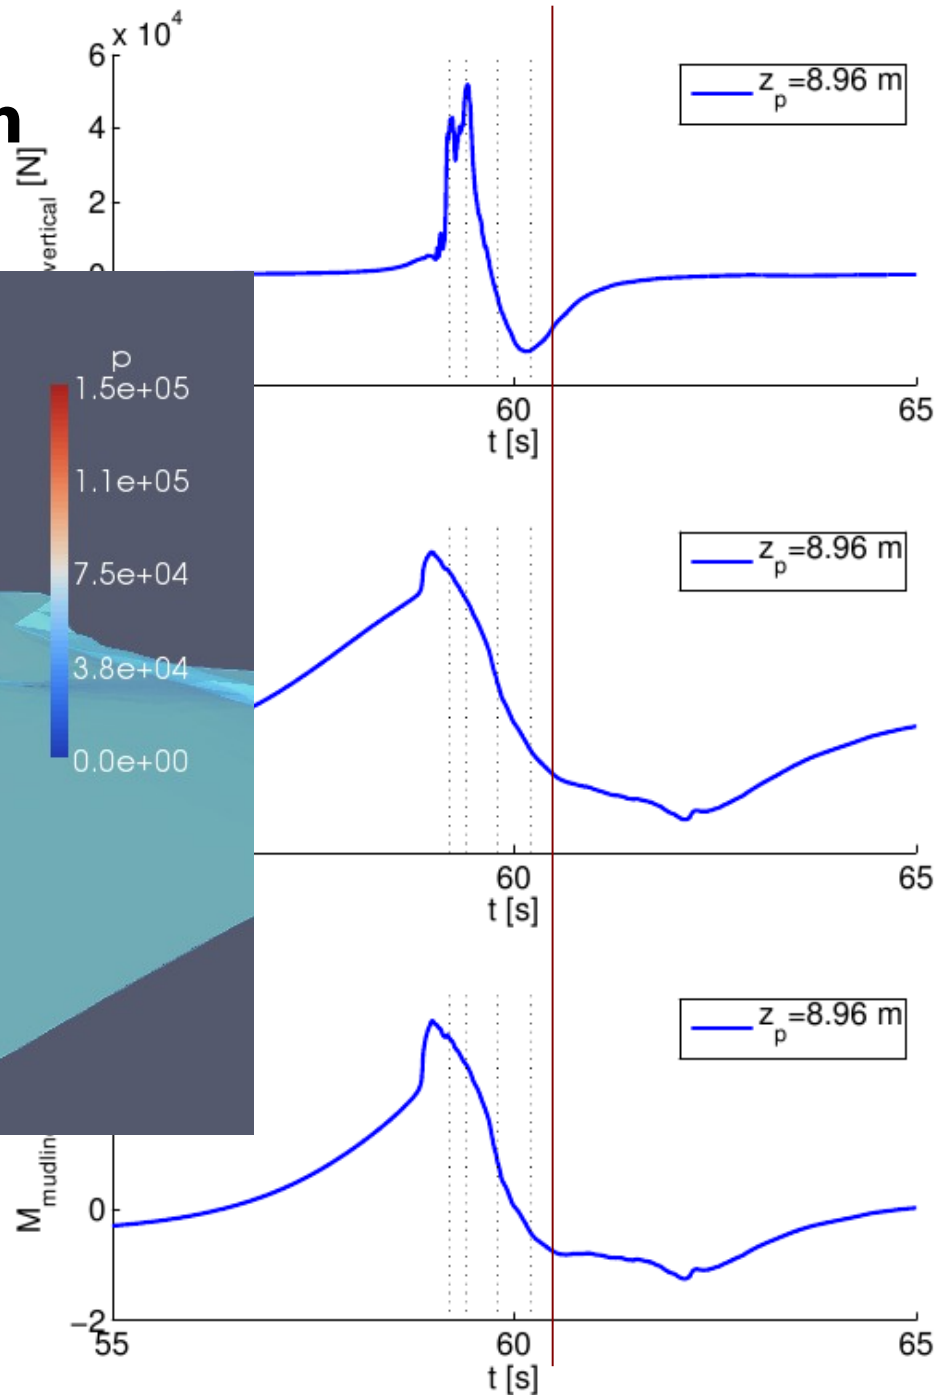 x 10⁴
6
4
2
vertical [N]
z_p=8.96 m
60
65
t [s]
p
1.5e+05
1.1e+05
7.5e+04
3.8e+04
0.0e+00
z_p=8.96 m
60
65
t [s]
z_p=8.96 m
0
−2
55
60
65
t [s]